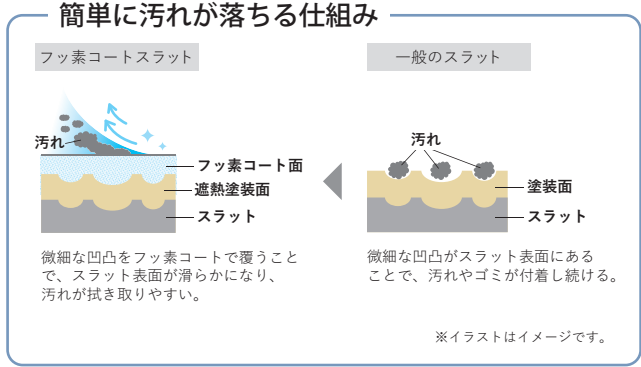 簡単に汚れが落ちる仕組み
フッ素コートスラット
汚れ
フッ素コート面
遮熱塗装面
スラット
微細な凹凸をフッ素コートで覆うこと
で、スラット表面が滑らかになり、
汚れが拭き取りやすい。
一般のスラット
汚れ
塗装面
スラット
微細な凹凸がスラット表面にある
ことで、汚れやゴミが付着し続ける。
※イラストはイメージです。